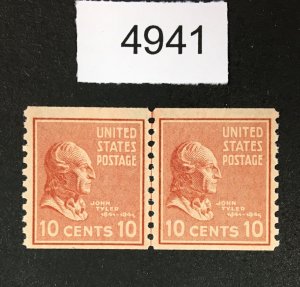 4941
UNITED
STATES
POSTAGE
JOHN
TYLER
1841-1845
10 CENTS 10
UNITED
STATES
POSTAGE
JOHN
TYLER
1841-1845
10 CENTS 10